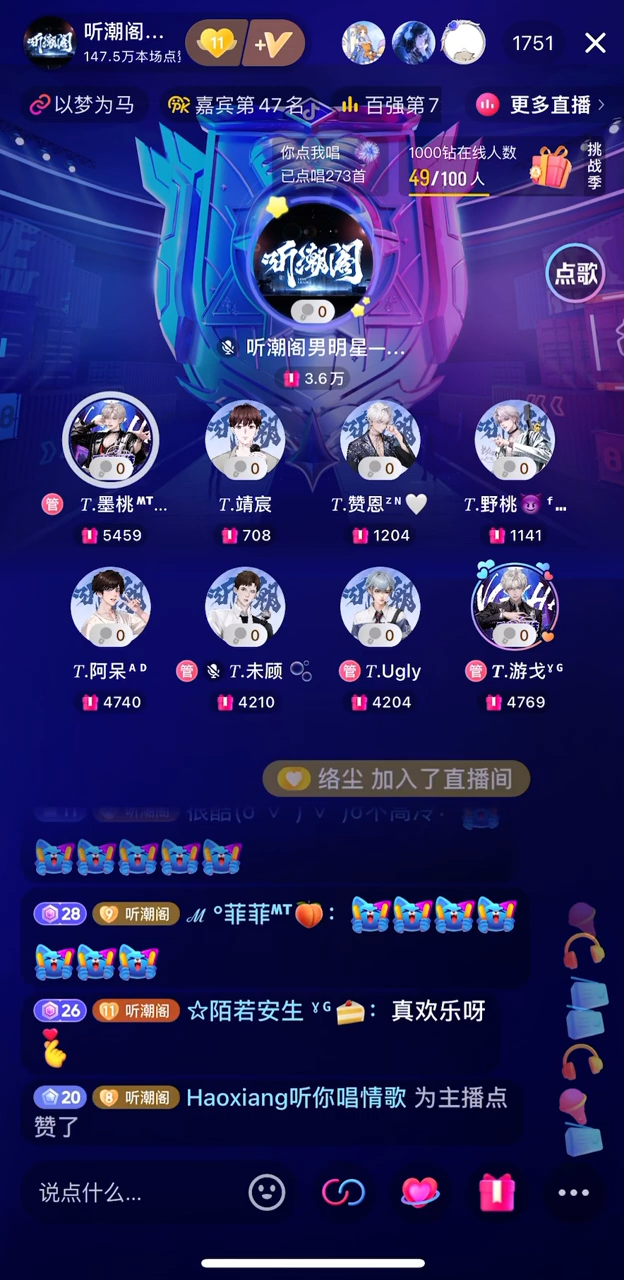 听潮阁...
147.5万本场点赞
11
+
1751
以梦为马
嘉宾第47名
百强第7
更多直播
你点我唱
已点唱273首
1000钻在线人数
49/100人
挑战季
听潮阁
点歌
0
听潮阁男明星一...
3.6万
0
0
0
0
管 T.墨桃ᴹᵀ...
T.靖宸
T.赞恩ᶻᴺ🤍
T.野桃😈ᶠ...
5459
708
1204
1141
0
0
0
0
T.阿呆ᴬᴰ
管 T.未顾🫧
管 T.Ugly
管 T.游戈ˠᴳ
4740
4210
4204
4769
络尘 加入了直播间
28 9 听潮阁 ℳ °菲菲ᴹᵀ🍑：
26 11 听潮阁 ☆陌若安生 ˠᴳ🍰：真欢乐呀
20 8 听潮阁 Haoxiang听你唱情歌 为主播点
赞了
说点什么...